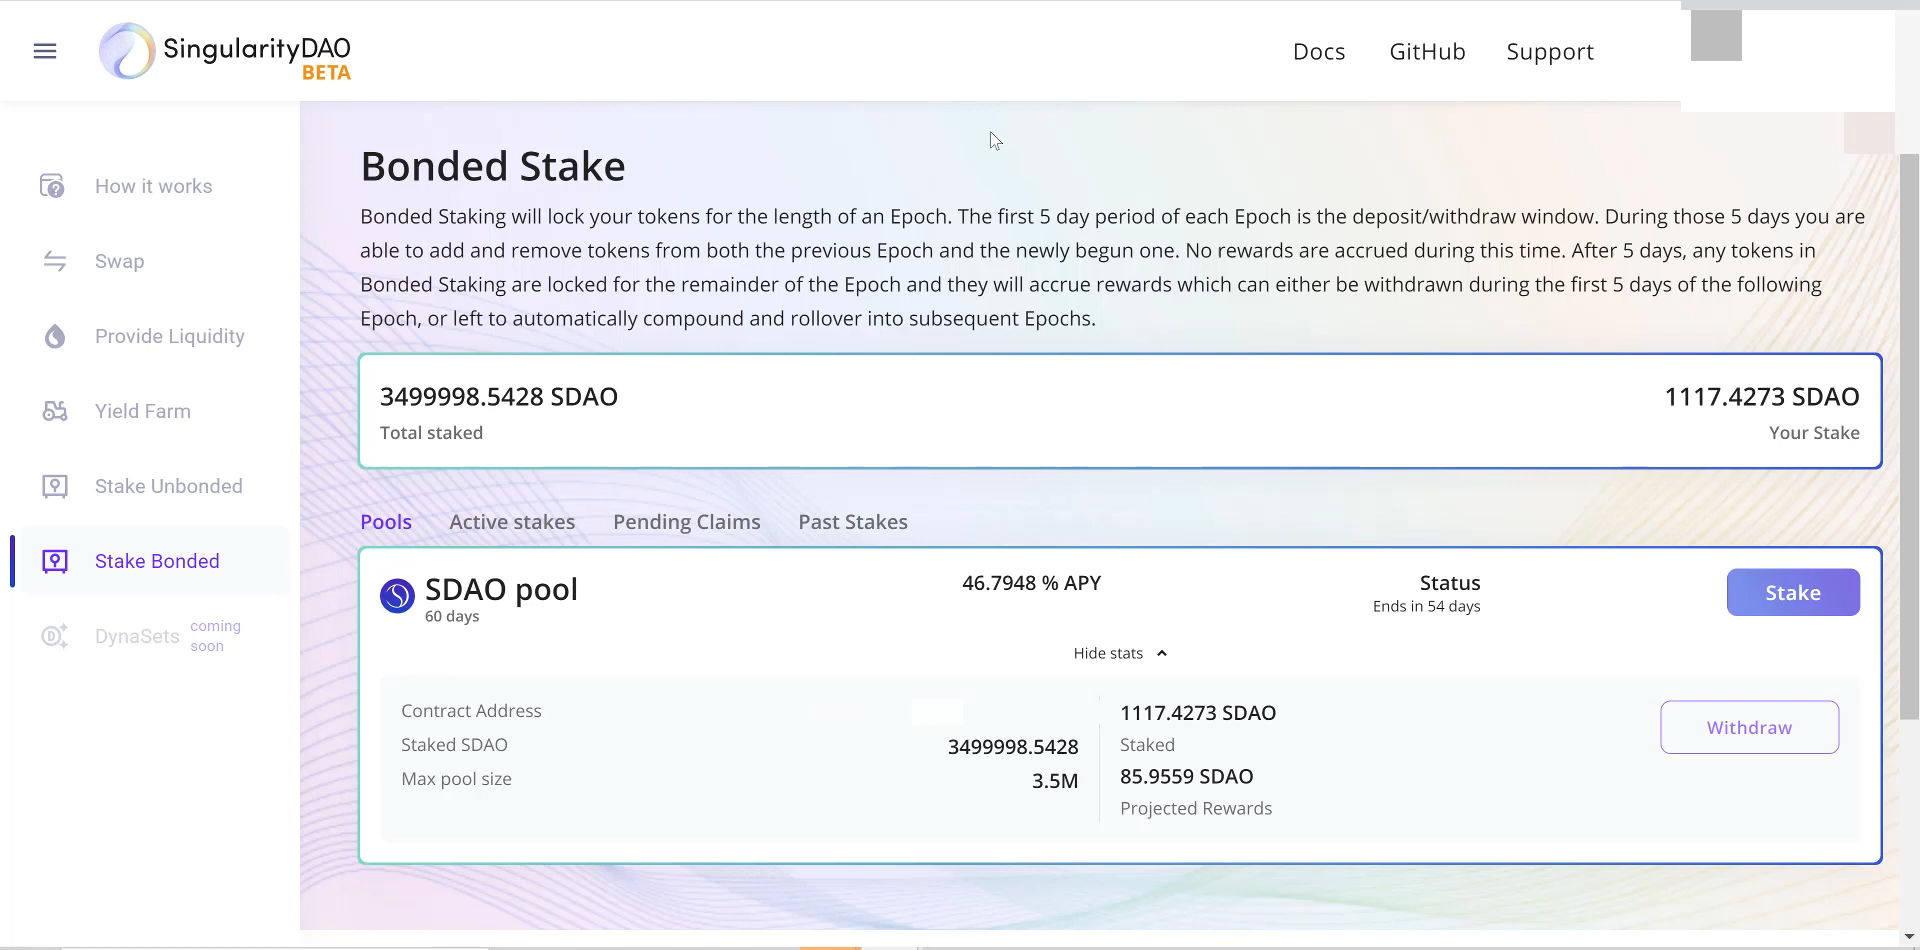 SingularityDAO
BETA
Docs GitHub Support
How it works
Swap
Provide Liquidity
Yield Farm
Stake Unbonded
Stake Bonded
DynaSets coming
soon
Bonded Stake
Bonded Staking will lock your tokens for the length of an Epoch. The first 5 day period of each Epoch is the deposit/withdraw window. During those 5 days you are
able to add and remove tokens from both the previous Epoch and the newly begun one. No rewards are accrued during this time. After 5 days, any tokens in
Bonded Staking are locked for the remainder of the Epoch and they will accrue rewards which can either be withdrawn during the first 5 days of the following
Epoch, or left to automatically compound and rollover into subsequent Epochs.
3499998.5428 SDAO
Total staked
1117.4273 SDAO
Your Stake
Pools Active stakes Pending Claims Past Stakes
SDAO pool
60 days
46.7948 % APY
Status
Ends in 54 days
Stake
Hide stats
Contract Address
Staked SDAO 3499998.5428
Max pool size 3.5M
1117.4273 SDAO
Staked
85.9559 SDAO
Projected Rewards
Withdraw